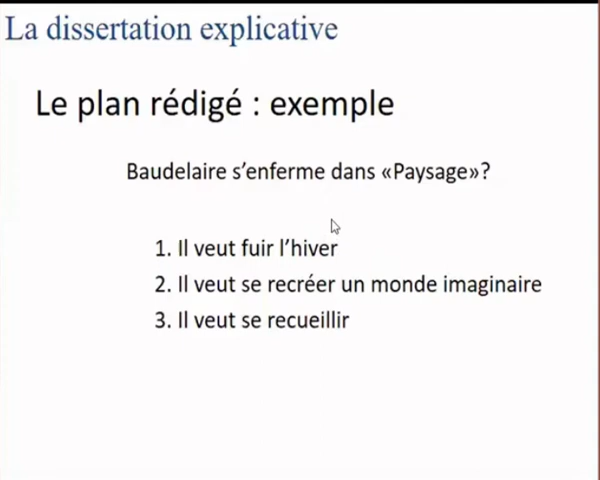 La dissertation explicative
Le plan rédigé : exemple
Baudelaire s'enferme dans «Paysage»?
1. Il veut fuir l'hiver
2. Il veut se recréer un monde imaginaire
3. Il veut se recueillir